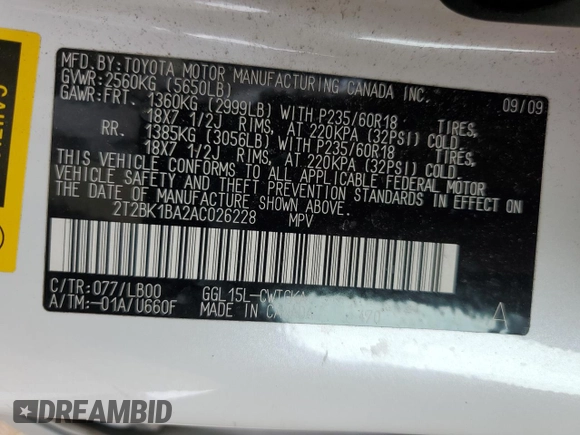 MFD. BY: TOYOTA MOTOR MANUFACTURING CANADA INC.
GVWR: 2560KG (5650LB) 09/09
GAWR: FRT. 1360KG (2999LB) WITH P235/60R18 TIRES,
18X7 1/2J RIMS, AT 220KPA (32PSI) COLD
RR. 1385KG (3056LB) WITH P235/60R18 TIRES,
18X7 1/2J RIMS, AT 220KPA (32PSI) COLD.
THIS VEHICLE CONFORMS TO ALL APPLICABLE FEDERAL MOTOR
VEHICLE SAFETY AND THEFT PREVENTION STANDARDS IN EFFECT ON
THE DATE OF MANUFACTURE SHOWN ABOVE.
2T2BK1BA2AC026228 MPV
C/TR: 077/LB00 GGL15L-
A/TM: -01A/U660F MADE IN
A
DREAMBID